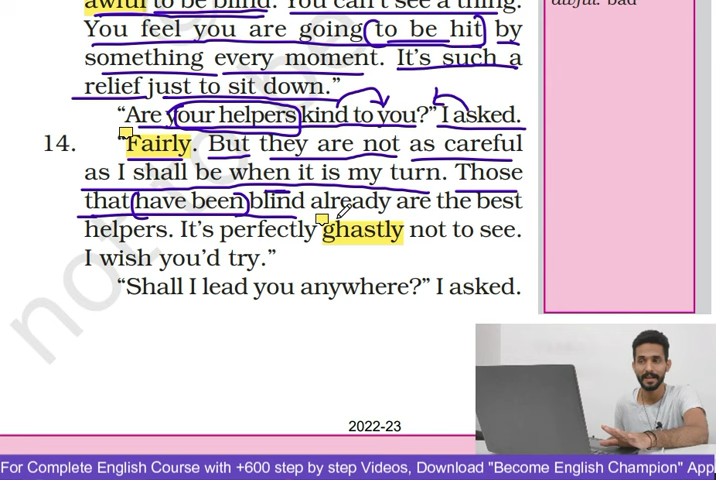 awful to be blind. You can't see a thing.
awful: bad
You feel you are going to be hit by
something every moment. It's such a
relief just to sit down."
"Are your helpers kind to you?" I asked.
14. "Fairly. But they are not as careful
as I shall be when it is my turn. Those
that have been blind already are the best
helpers. It's perfectly ghastly not to see.
I wish you'd try."
"Shall I lead you anywhere?" I asked.
not to be
2022-23
For Complete English Course with +600 step by step Videos, Download "Become English Champion" App